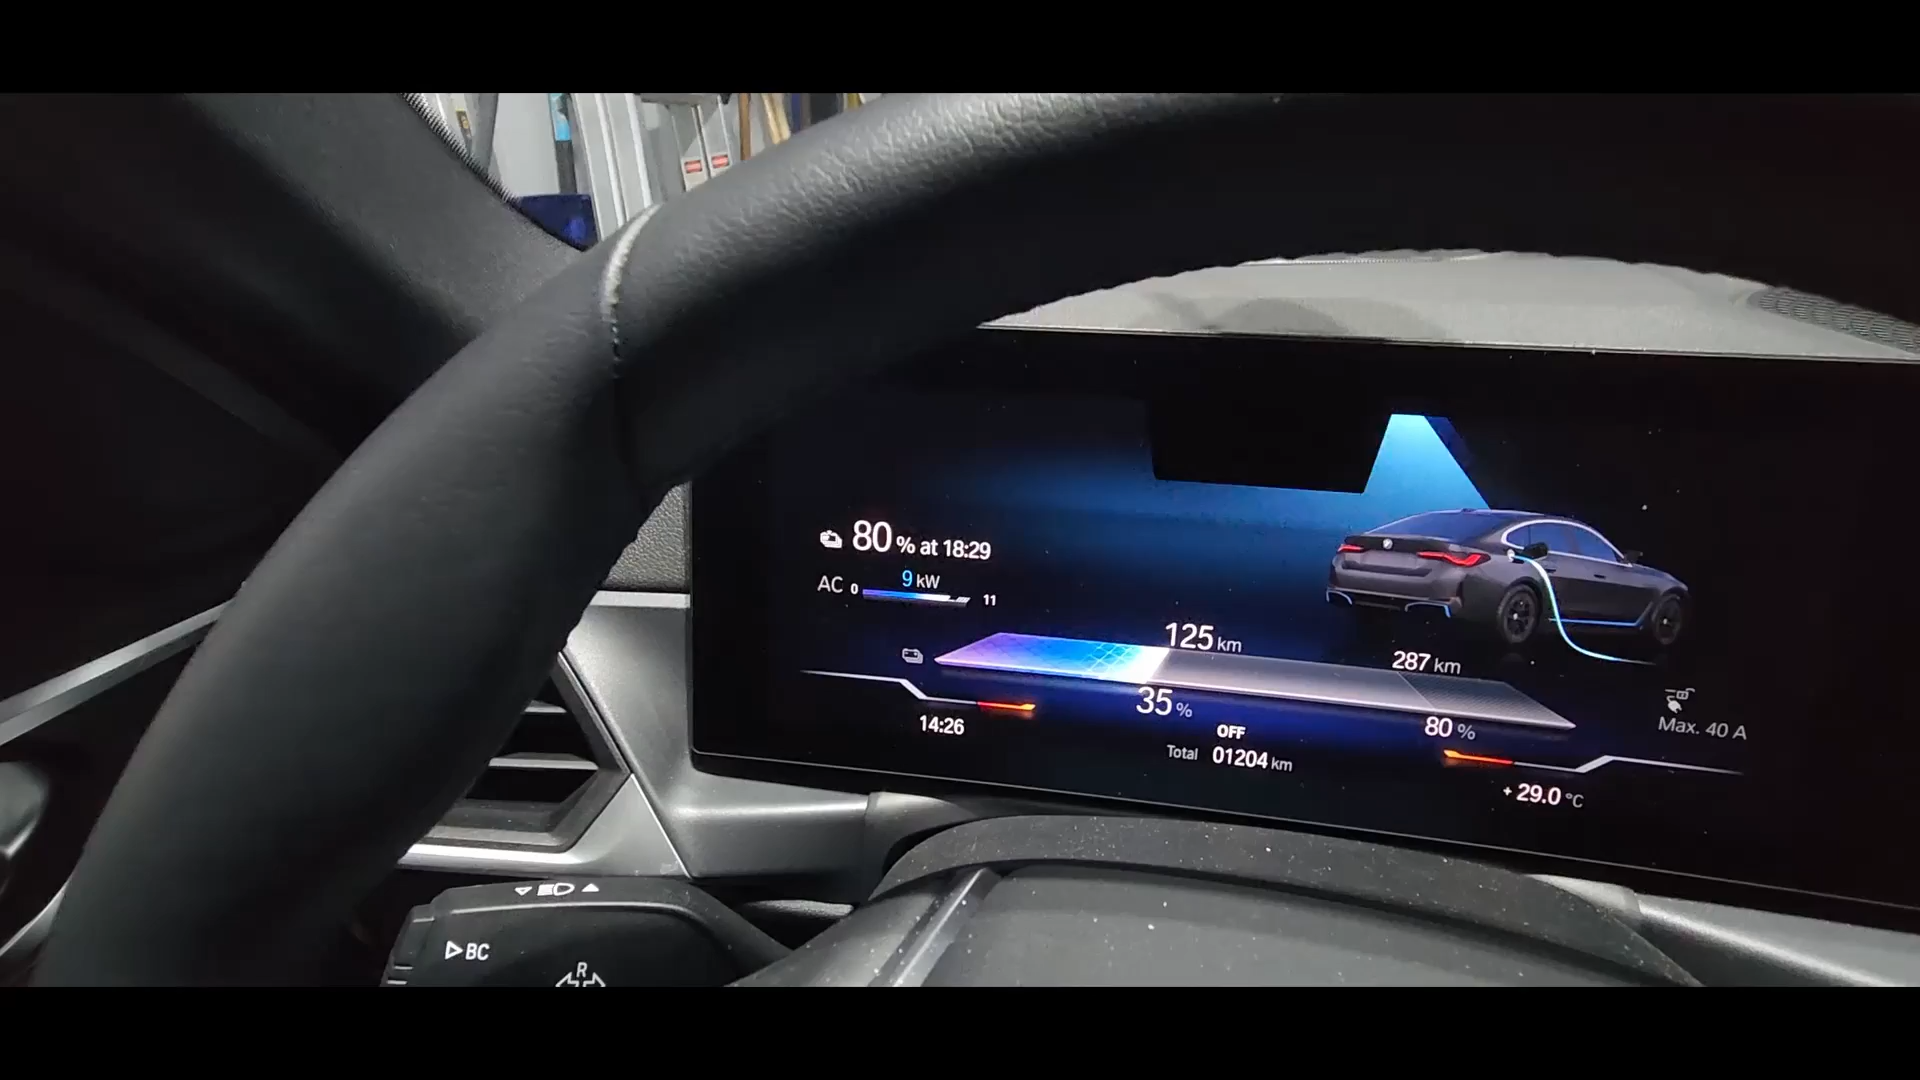 80 % at 18:29
AC 0 9 kW 11
125 km
287 km
35 %
80 %
Max. 40 A
14:26
OFF
Total 01204 km
+ 29.0 °C
BC
R